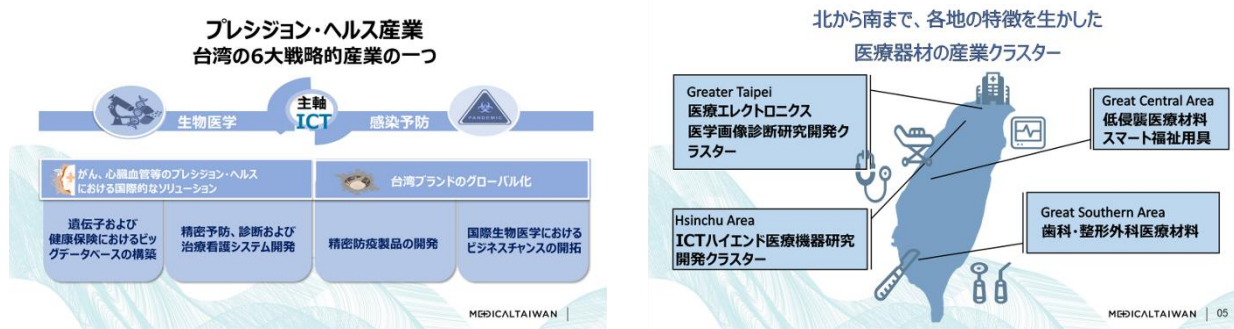 プレシジョン・ヘルス産業
台湾の6大戦略的産業の一つ
生物医学
主軸
ICT
感染予防
PANDEMIC
がん、心臓血管等のプレシジョン・ヘルス
における国際的なソリューション
台湾ブランドのグローバル化
遺伝子および
健康保険におけるビッ
グデータベースの構築
精密予防、診断および
治療看護システム開発
精密防疫製品の開発
国際生物医学における
ビジネスチャンスの開拓
MEDICALTAIWAN
北から南まで、各地の特徴を生かした
医療器材の産業クラスター
Greater Taipei
医療エレクトロニクス
医学画像診断研究開発ク
ラスター
Great Central Area
低侵襲医療材料
スマート福祉用具
Hsinchu Area
ICTハイエンド医療機器研究
開発クラスター
Great Southern Area
歯科・整形外科医療材料
MEDICALTAIWAN | 05